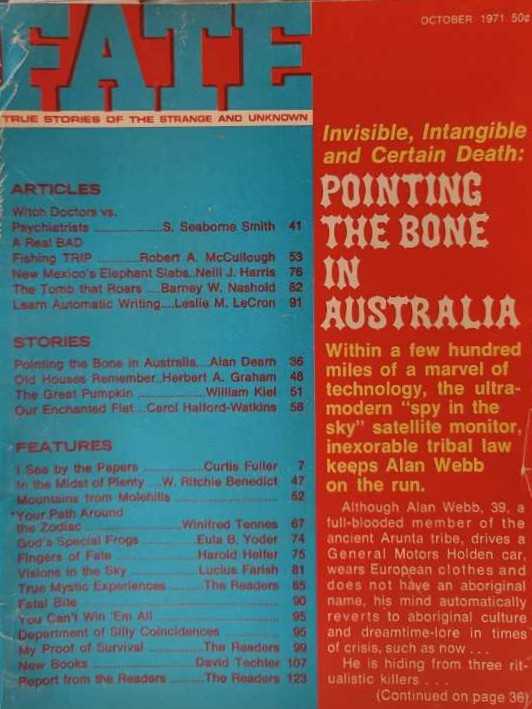 FATE
OCTOBER 1971 50¢
TRUE STORIES OF THE STRANGE AND UNKNOWN
ARTICLES
Witch Doctors vs.
Psychiatrists ............S. Seaborne Smith 41
A Real BAD
Fishing TRIP .........Robert A. McCullough 53
New Mexico's Elephant Slabs..Neill J. Harris 76
The Tomb that Roars ....Barney W. Nashold 82
Learn Automatic Writing....Leslie M. LeCron 91
STORIES
Pointing the Bone in Australia...Alan Dearn 36
Old Houses Remember..Herbert A. Graham 48
The Great Pumpkin ................William Kiel 51
Our Enchanted Flat...Carol Halford-Watkins 58
FEATURES
I See by the Papers ...............Curtis Fuller 7
In the Midst of Plenty ....W. Ritchie Benedict 47
Mountains from Molehills ........................ 52
*Your Path Around
the Zodiac .......................Winifred Tennes 67
God's Special Frogs ............Eula B. Yoder 74
Fingers of Fate ....................Harold Helfer 75
Visions in the Sky................Lucius Farish 81
True Mystic Experiences ........The Readers 85
Fatal Bite .......................................... 90
You Can't Win 'Em All .......................... 95
Department of Silly Coincidences ............ 95
My Proof of Survival ............The Readers 99
New Books .......................David Techter 107
Report from the Readers ......The Readers 123
Invisible, Intangible
and Certain Death:
POINTING
THE BONE
IN
AUSTRALIA
Within a few hundred
miles of a marvel of
technology, the ultra-
modern "spy in the
sky" satellite monitor,
inexorable tribal law
keeps Alan Webb
on the run.
Although Alan Webb, 39, a
full-blooded member of the
ancient Arunta tribe, drives a
General Motors Holden car,
wears European clothes and
does not have an aboriginal
name, his mind automatically
reverts to aboriginal culture
and dreamtime-lore in times
of crisis, such as now . . .
He is hiding from three rit-
ualistic killers . . .
(Continued on page 36)